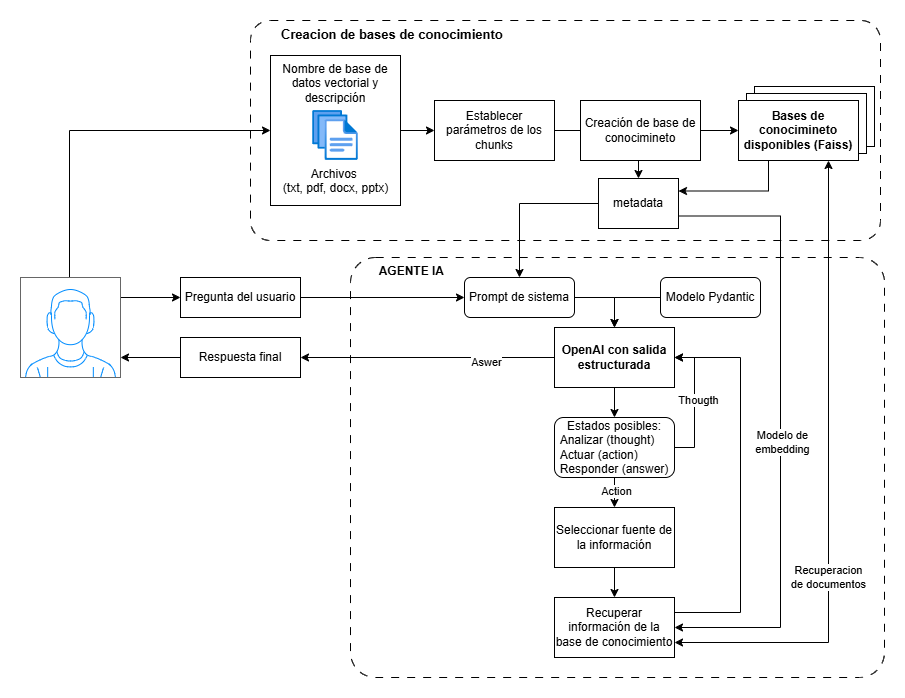 Creacion de bases de conocimiento
Nombre de base de
datos vectorial y
descripción
Archivos
(txt, pdf, docx, pptx)
Establecer
parámetros de los
chunks
Creación de base de
conocimineto
Bases de
conocimineto
disponibles (Faiss)
metadata
AGENTE IA
Pregunta del usuario
Prompt de sistema
Modelo Pydantic
Respuesta final
Aswer
OpenAI con salida
estructurada
Thougth
Estados posibles:
Analizar (thought)
Actuar (action)
Responder (answer)
Modelo de
embedding
Action
Seleccionar fuente de
la información
Recuperacion
de documentos
Recuperar
información de la
base de conocimiento